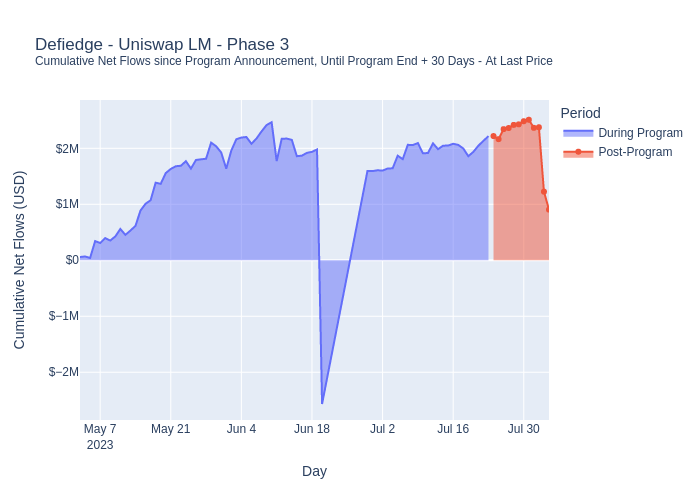 Defiedge - Uniswap LM - Phase 3
Cumulative Net Flows since Program Announcement, Until Program End + 30 Days - At Last Price
Period
During Program
Post-Program
Cumulative Net Flows (USD)
$2M
$1M
$0
$−1M
$−2M
May 7
2023
May 21
Jun 4
Jun 18
Jul 2
Jul 16
Jul 30
Day